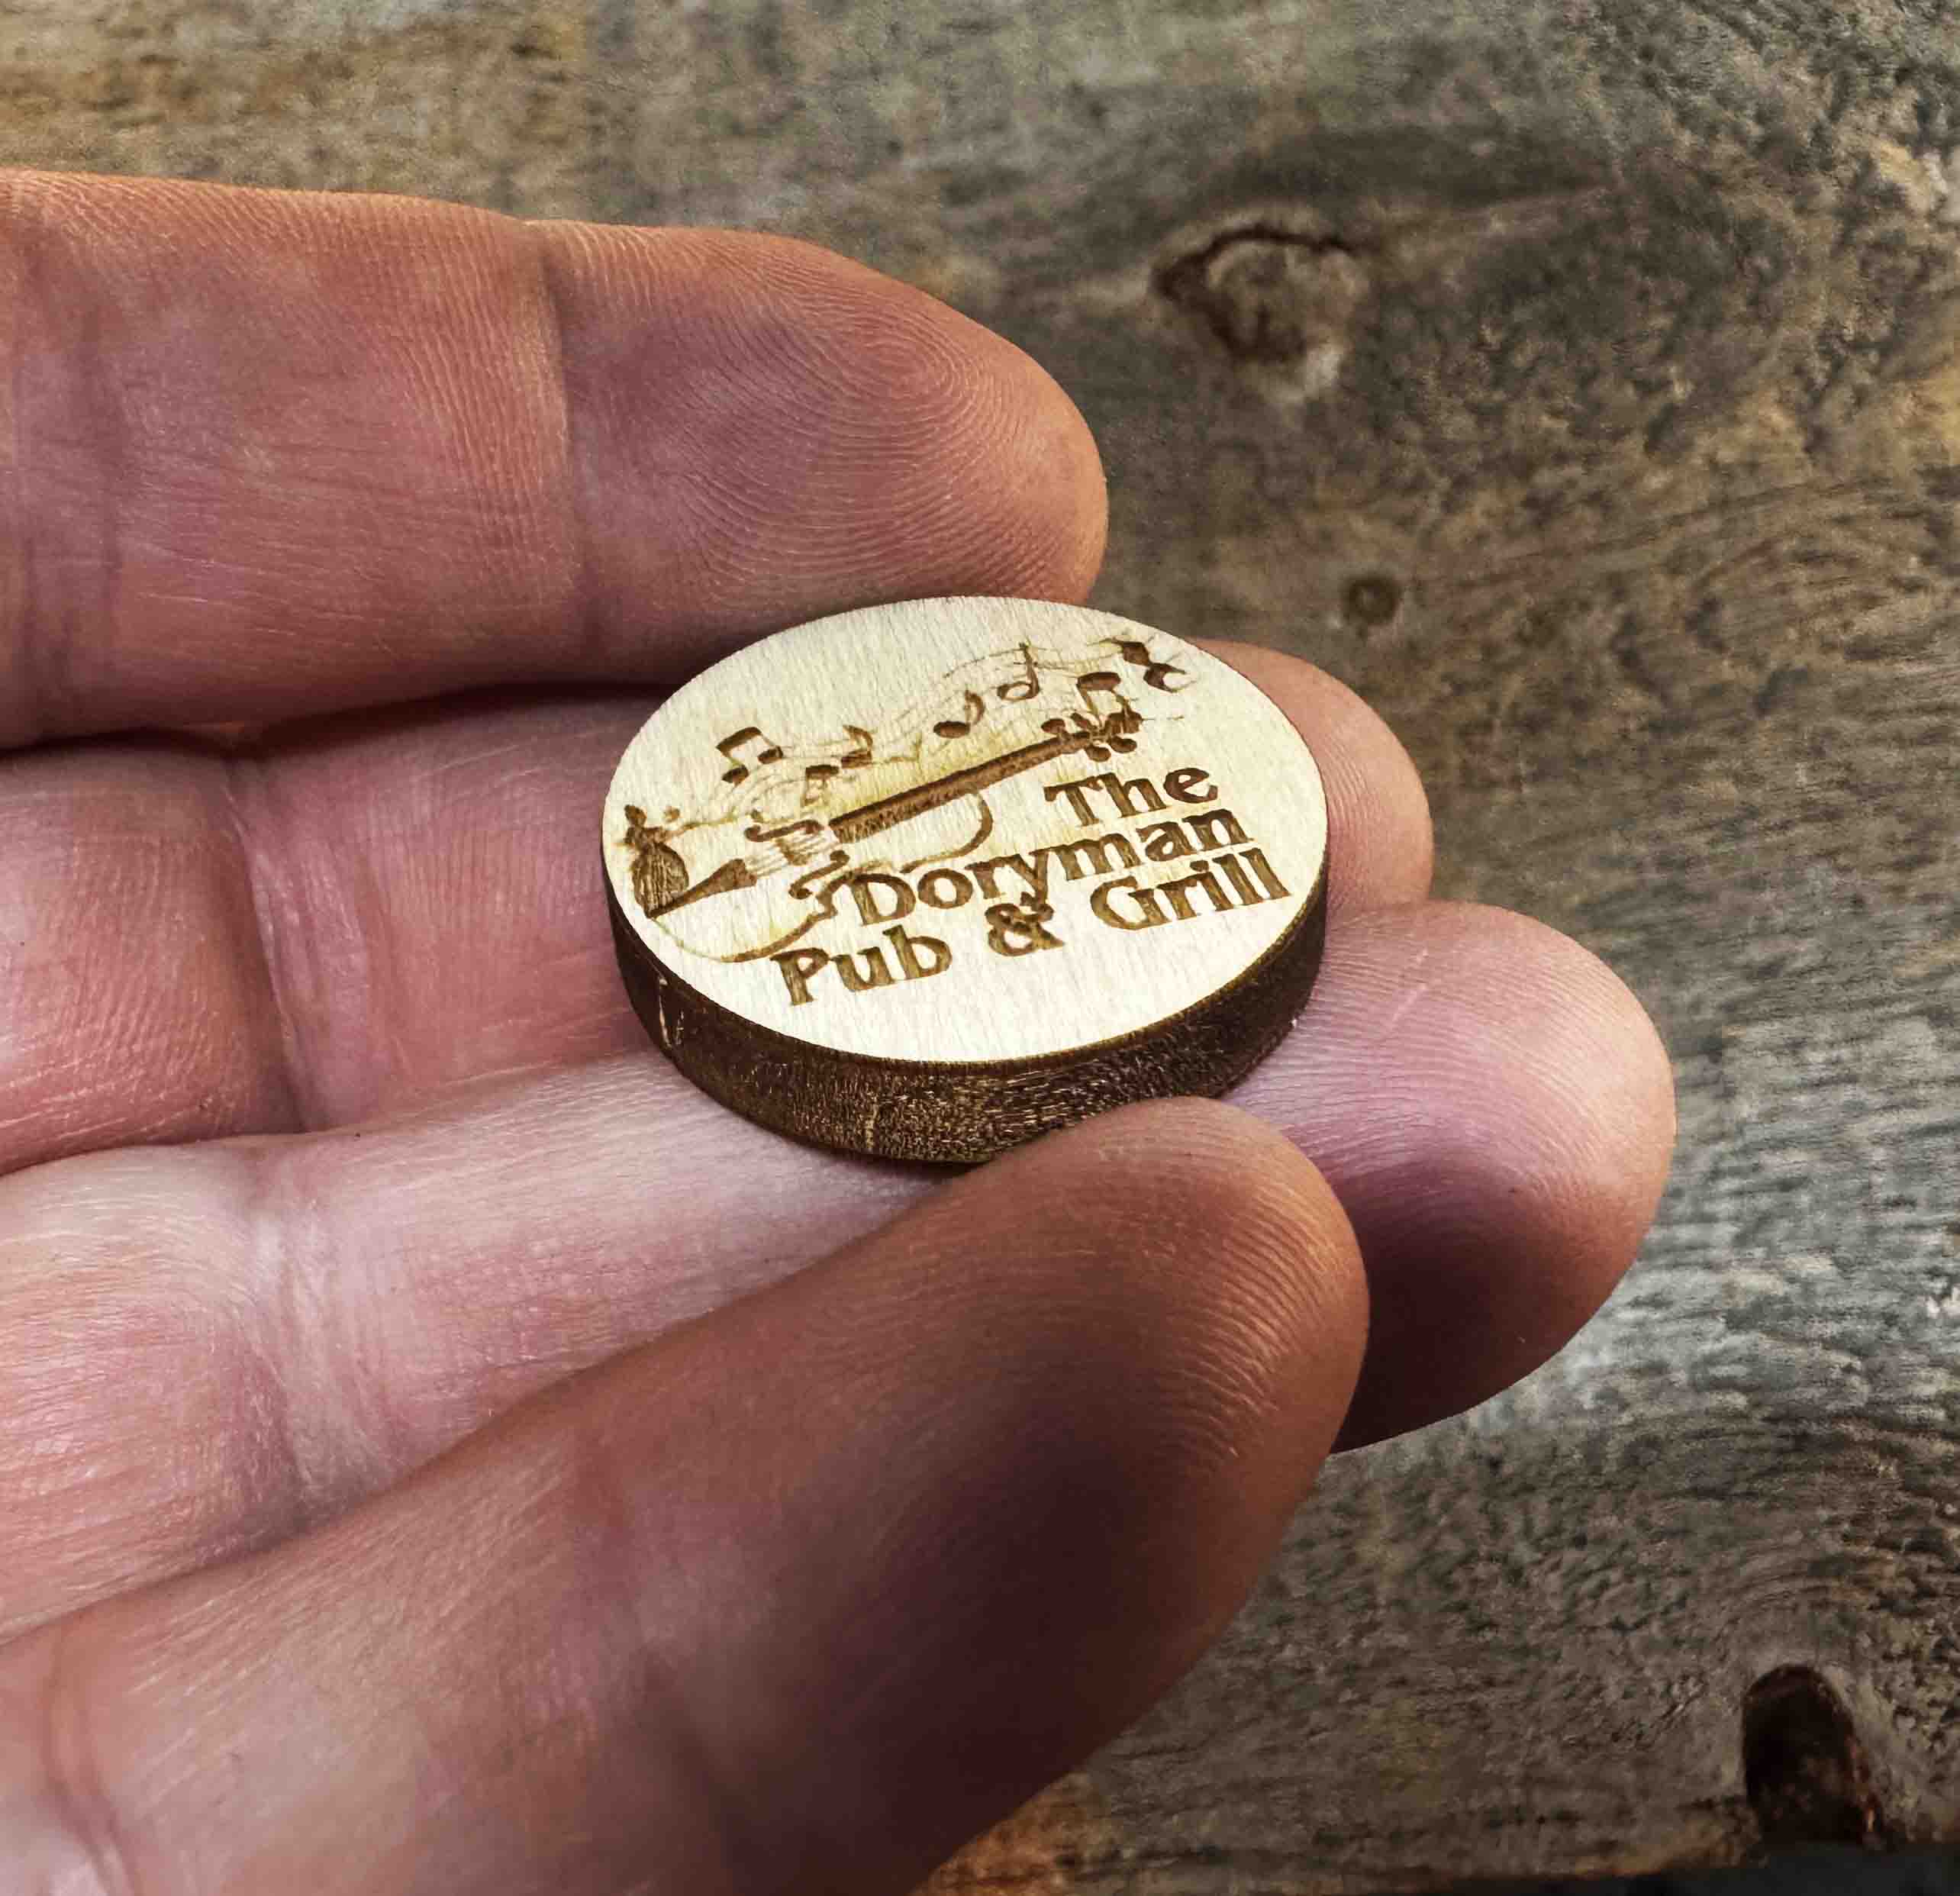 The
Doryman
Pub & Grill